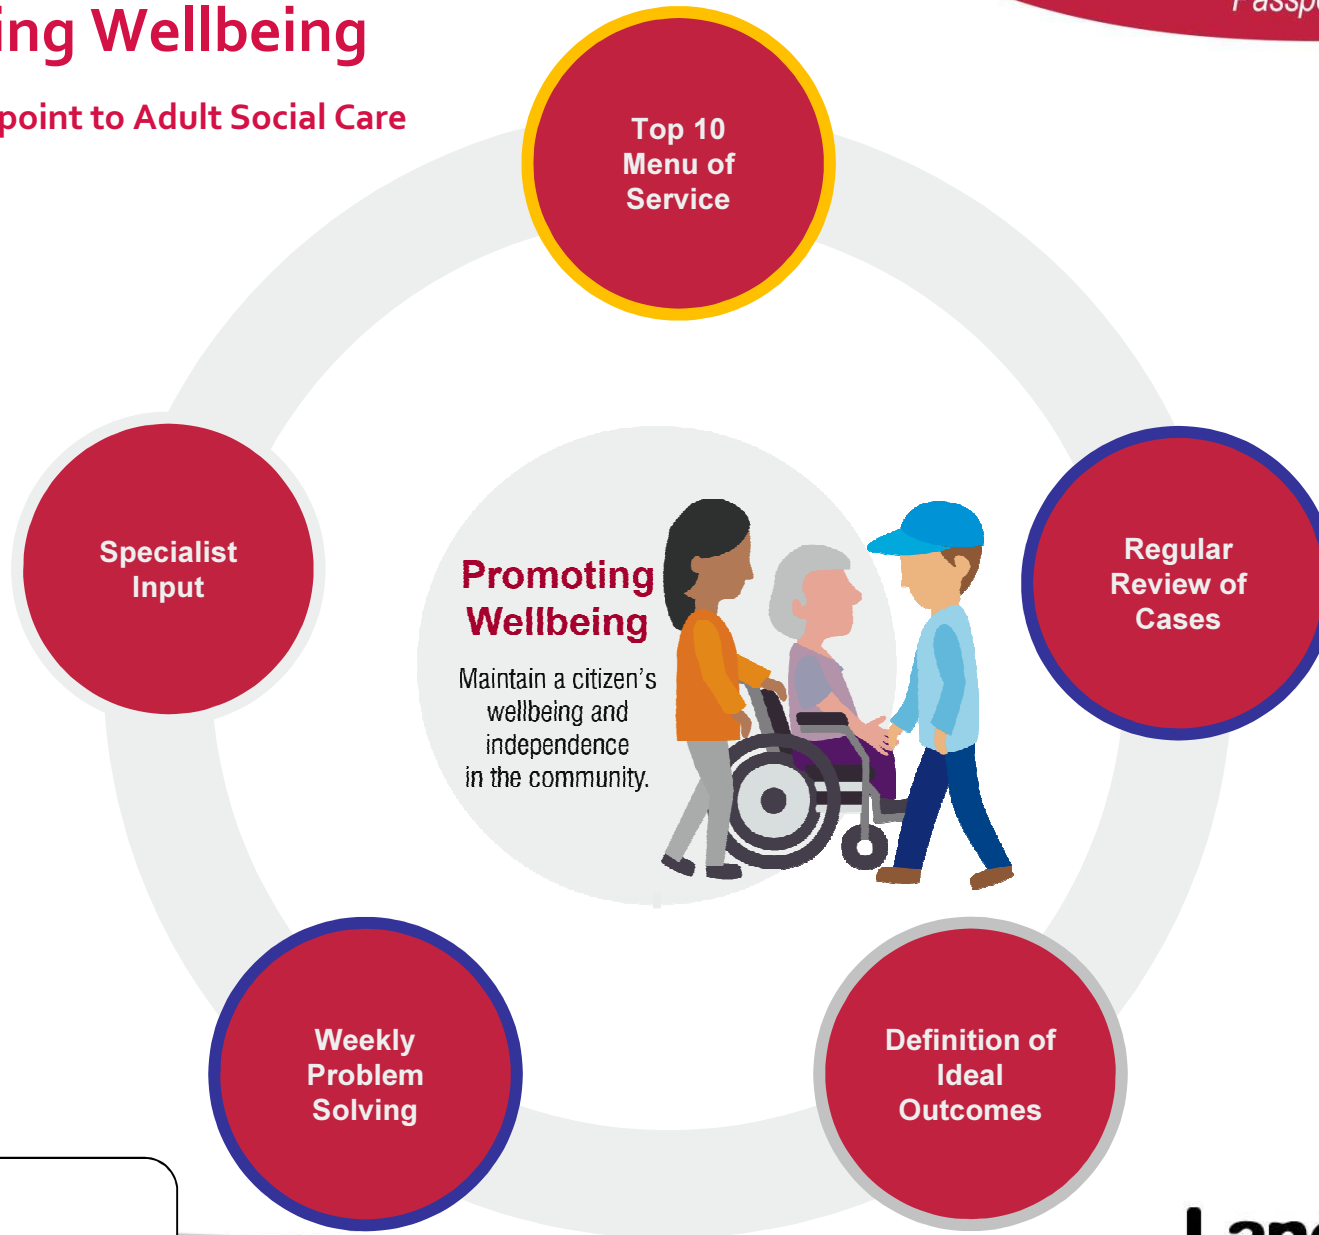 ing Wellbeing
point to Adult Social Care
Top 10
Menu of
Service
Specialist
Input
Promoting
Wellbeing
Maintain a citizen's
wellbeing and
independence
in the community.
Regular
Review of
Cases
Weekly
Problem
Solving
Definition of
Ideal
Outcomes